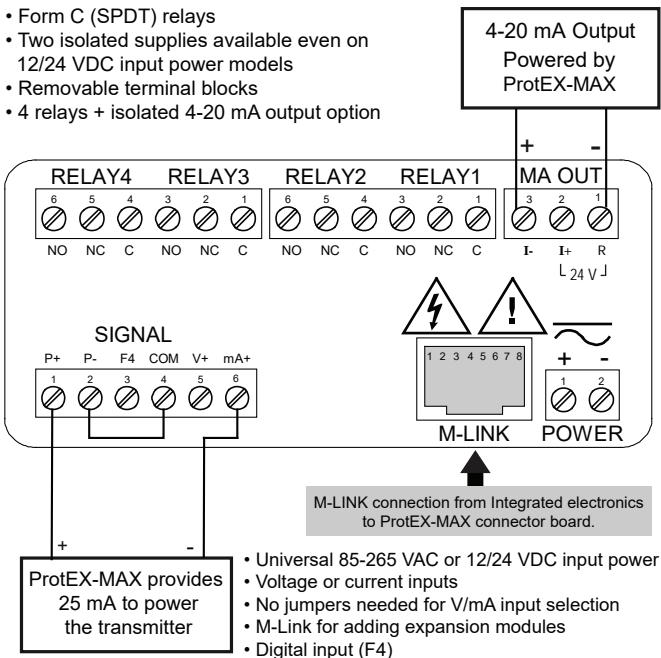 • Form C (SPDT) relays
• Two isolated supplies available even on
12/24 VDC input power models
• Removable terminal blocks
• 4 relays + isolated 4-20 mA output option
4-20 mA Output
Powered by
ProtEX-MAX
+ -
RELAY4 RELAY3 RELAY2 RELAY1 MA OUT
6 5 4 3 2 1 6 5 4 3 2 1 3 2 1
NO NC C NO NC C NO NC C NO NC C I- I+ R
24 V
SIGNAL
P+ P- F4 COM V+ mA+
1 2 3 4 5 6
!
1 2 3 4 5 6 7 8
+ -
1 2
M-LINK POWER
M-LINK connection from Integrated electronics
to ProtEX-MAX connector board.
+ -
ProtEX-MAX provides
25 mA to power
the transmitter
• Universal 85-265 VAC or 12/24 VDC input power
• Voltage or current inputs
• No jumpers needed for V/mA input selection
• M-Link for adding expansion modules
• Digital input (F4)